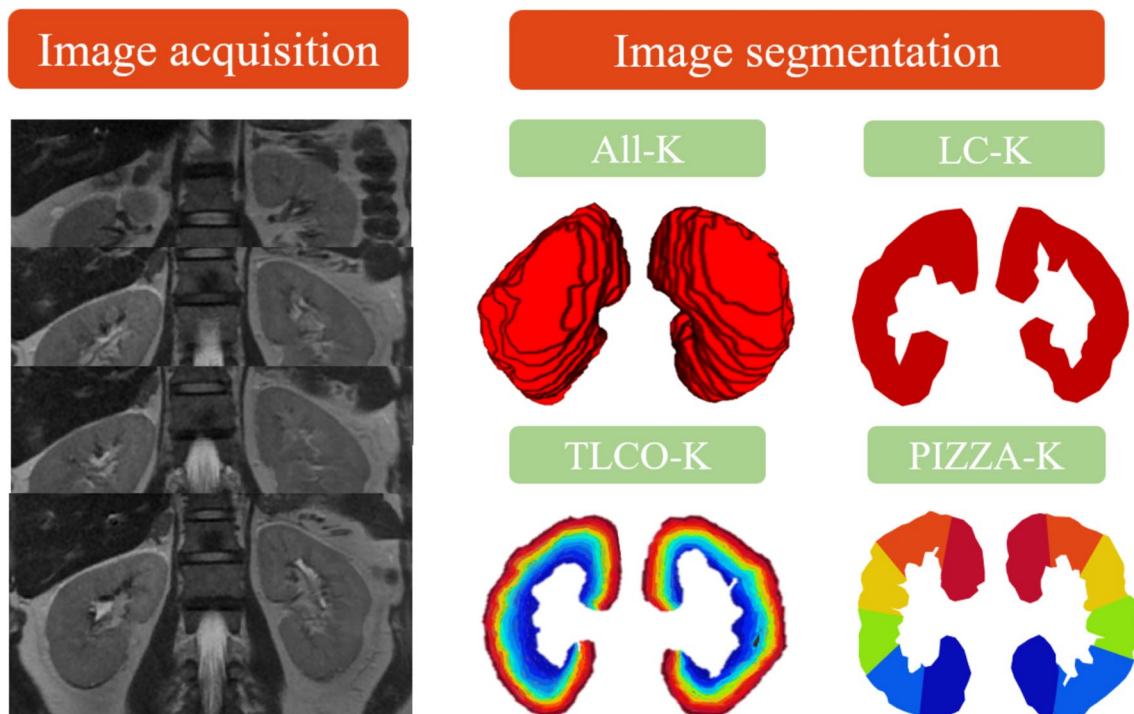 Image acquisition
Image segmentation
All-K
LC-K
TLCO-K
PIZZA-K